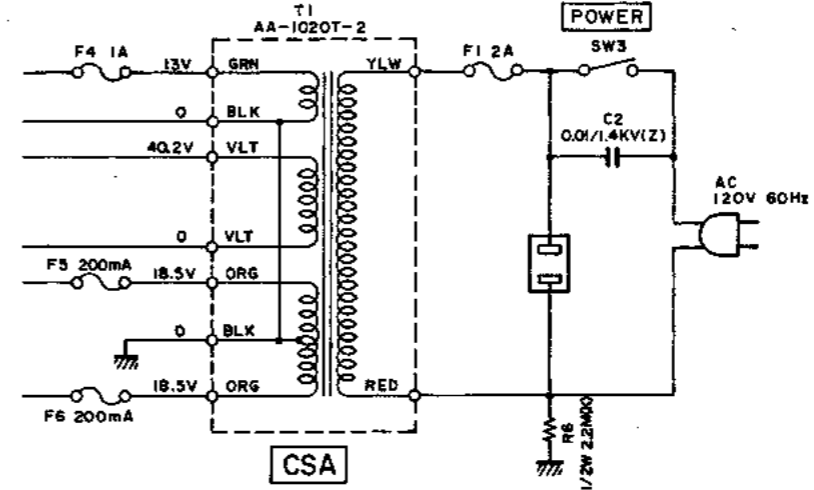 T1
AA-1020T-2
POWER
F4 1A
13V
GRN
YLW
F1 2A
SW3
0
BLK
C2
0.01/1.4KV(Z)
40.2V
VLT
AC
120V 60Hz
0
VLT
F5 200mA
18.5V
ORG
0
BLK
18.5V
ORG
RED
F6 200mA
R6
1/2W 2.2M
CSA